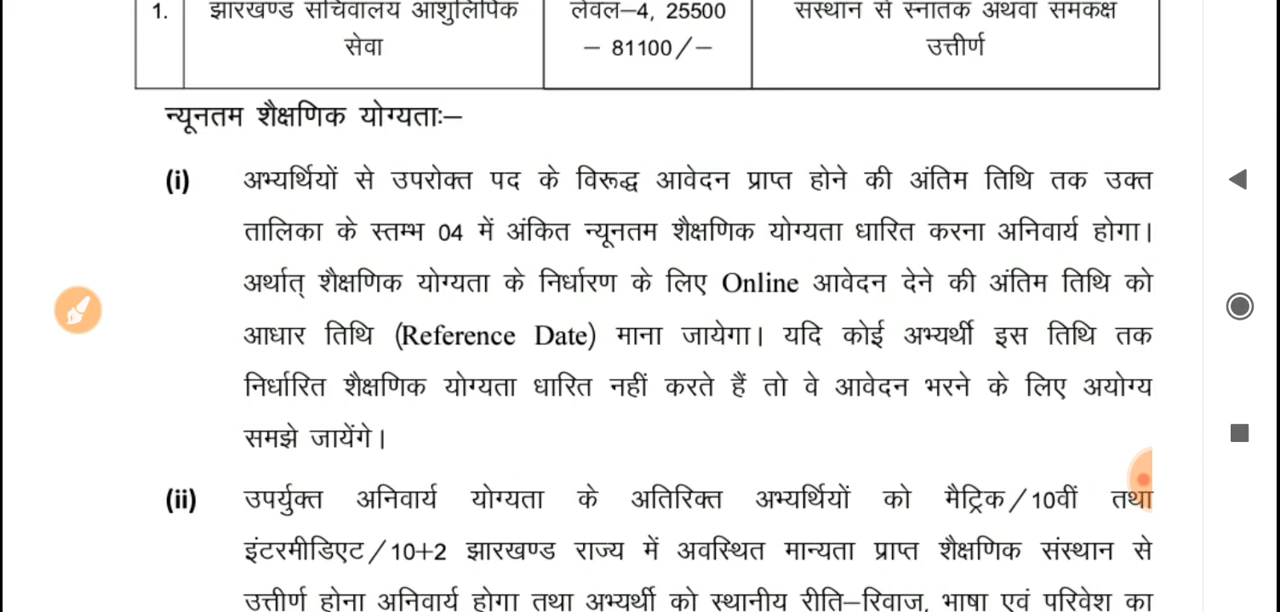 1.
झारखण्ड सचिवालय आशुलिपिक
सेवा
लेवल–4, 25500
– 81100/–
संस्थान से स्नातक अथवा समकक्ष
उत्तीर्ण
न्यूनतम शैक्षणिक योग्यताः–
(i) अभ्यर्थियों से उपरोक्त पद के विरूद्ध आवेदन प्राप्त होने की अंतिम तिथि तक उक्त
तालिका के स्तम्भ 04 में अंकित न्यूनतम शैक्षणिक योग्यता धारित करना अनिवार्य होगा।
अर्थात् शैक्षणिक योग्यता के निर्धारण के लिए Online आवेदन देने की अंतिम तिथि को
आधार तिथि (Reference Date) माना जायेगा। यदि कोई अभ्यर्थी इस तिथि तक
निर्धारित शैक्षणिक योग्यता धारित नहीं करते हैं तो वे आवेदन भरने के लिए अयोग्य
समझे जायेंगे।
(ii) उपर्युक्त अनिवार्य योग्यता के अतिरिक्त अभ्यर्थियों को मैट्रिक/10वीं तथा
इंटरमीडिएट/10+2 झारखण्ड राज्य में अवस्थित मान्यता प्राप्त शैक्षणिक संस्थान से
उत्तीर्ण होना अनिवार्य होगा तथा अभ्यर्थी को स्थानीय रीति–रिवाज, भाषा एवं परिवेश का